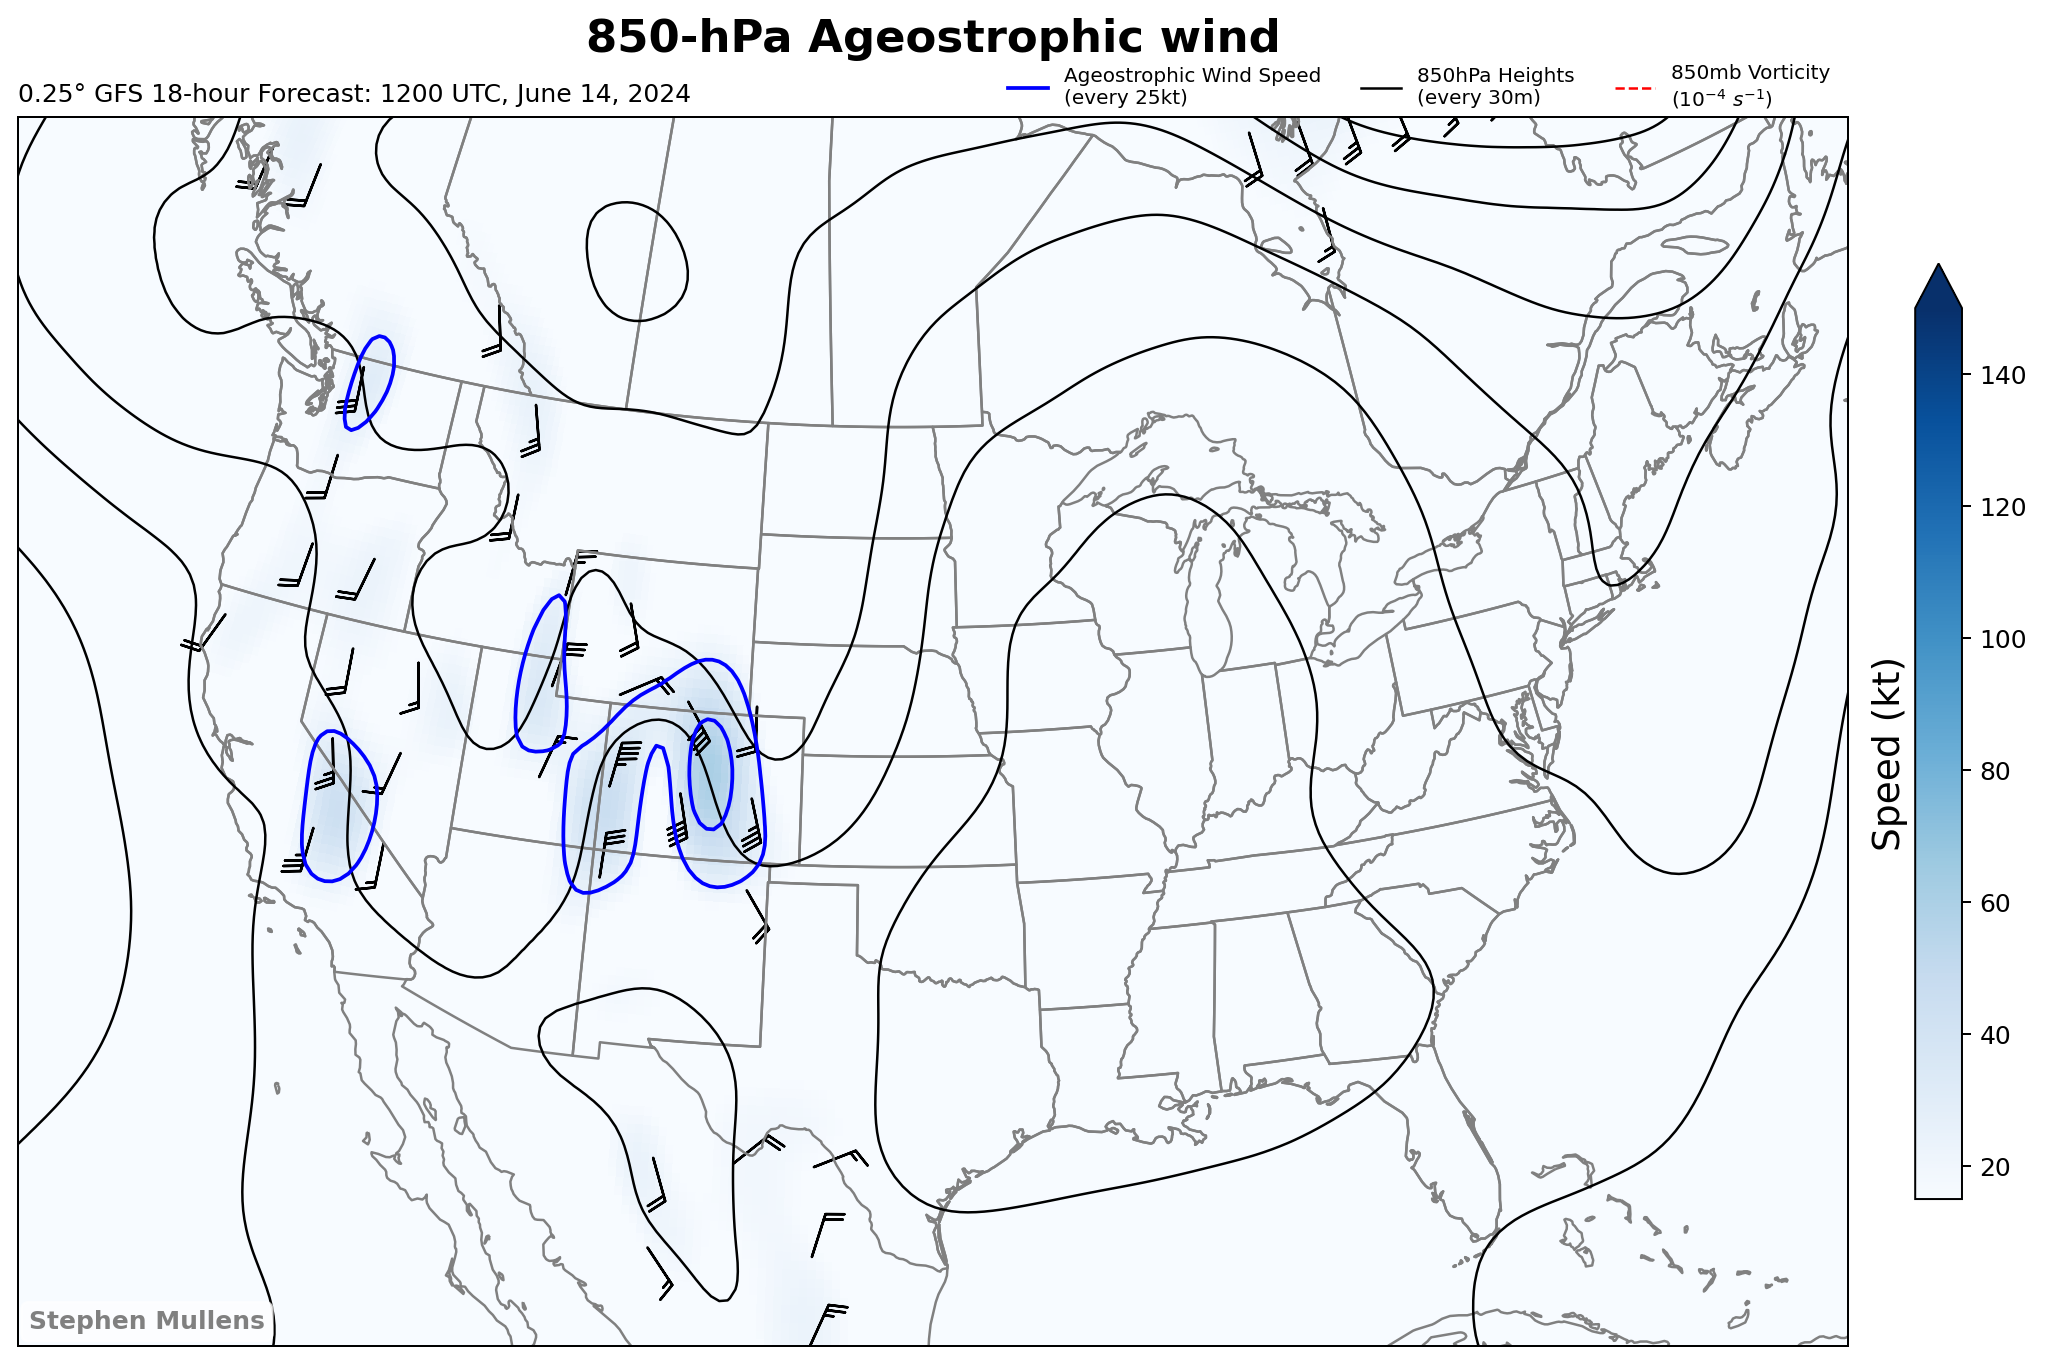 850-hPa Ageostrophic wind
0.25° GFS 18-hour Forecast: 1200 UTC, June 14, 2024
Ageostrophic Wind Speed
(every 25kt)
850hPa Heights
(every 30m)
850mb Vorticity
(10⁻⁴ s⁻¹)
140
120
100
80
60
40
20
Speed (kt)
Stephen Mullens